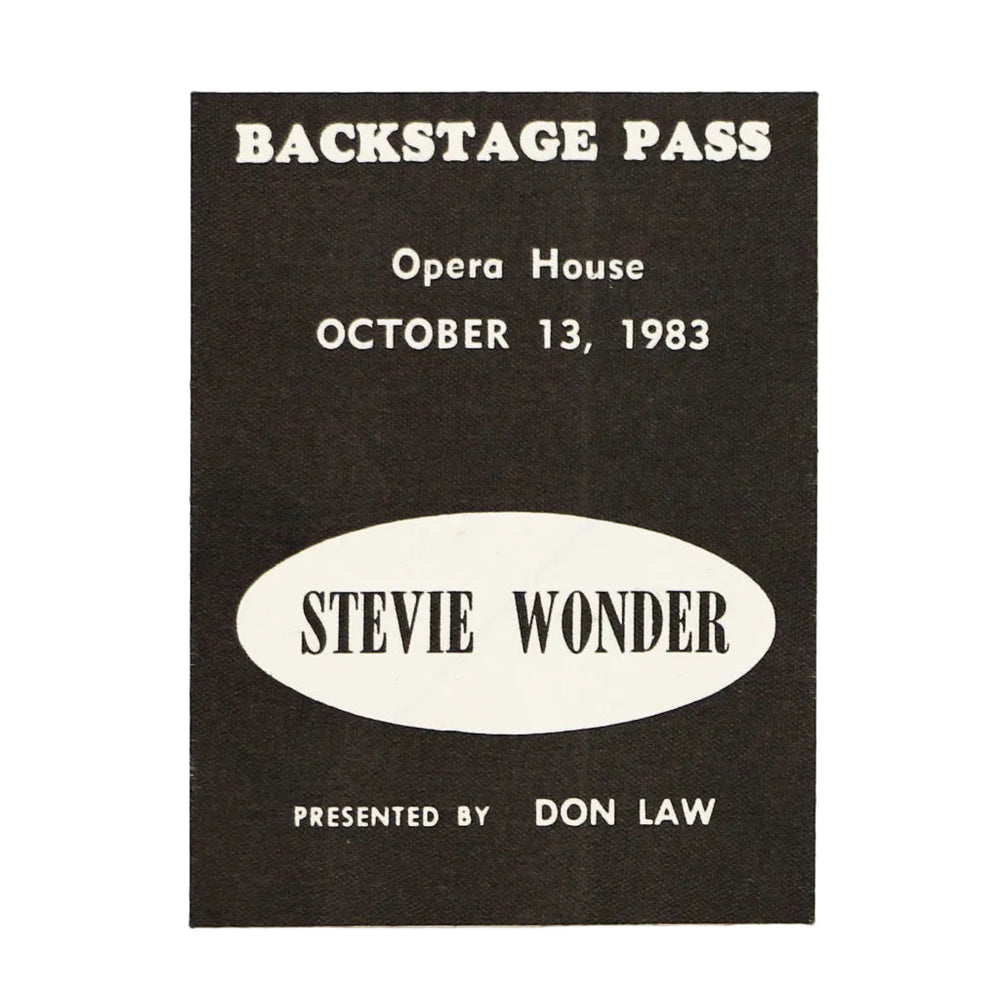 BACKSTAGE PASS
Opera House
OCTOBER 13, 1983
STEVIE WONDER
PRESENTED BY DON LAW